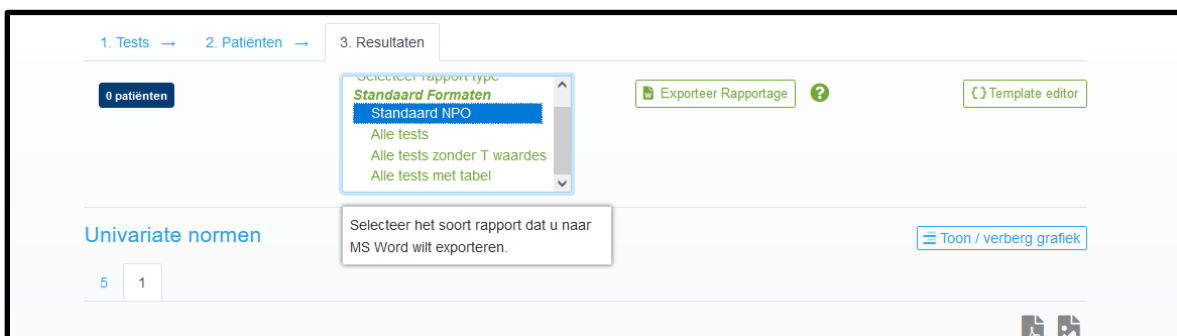 1. Tests → 2. Patiënten → 3. Resultaten
0 patiënten
Selecteer rapport type
Standaard Formaten
Standaard NPO
Alle tests
Alle tests zonder T waardes
Alle tests met tabel
Exporteer Rapportage
?
{}Template editor
Selecteer het soort rapport dat u naar
MS Word wilt exporteren.
Univariate normen
Toon / verberg grafiek
5 1